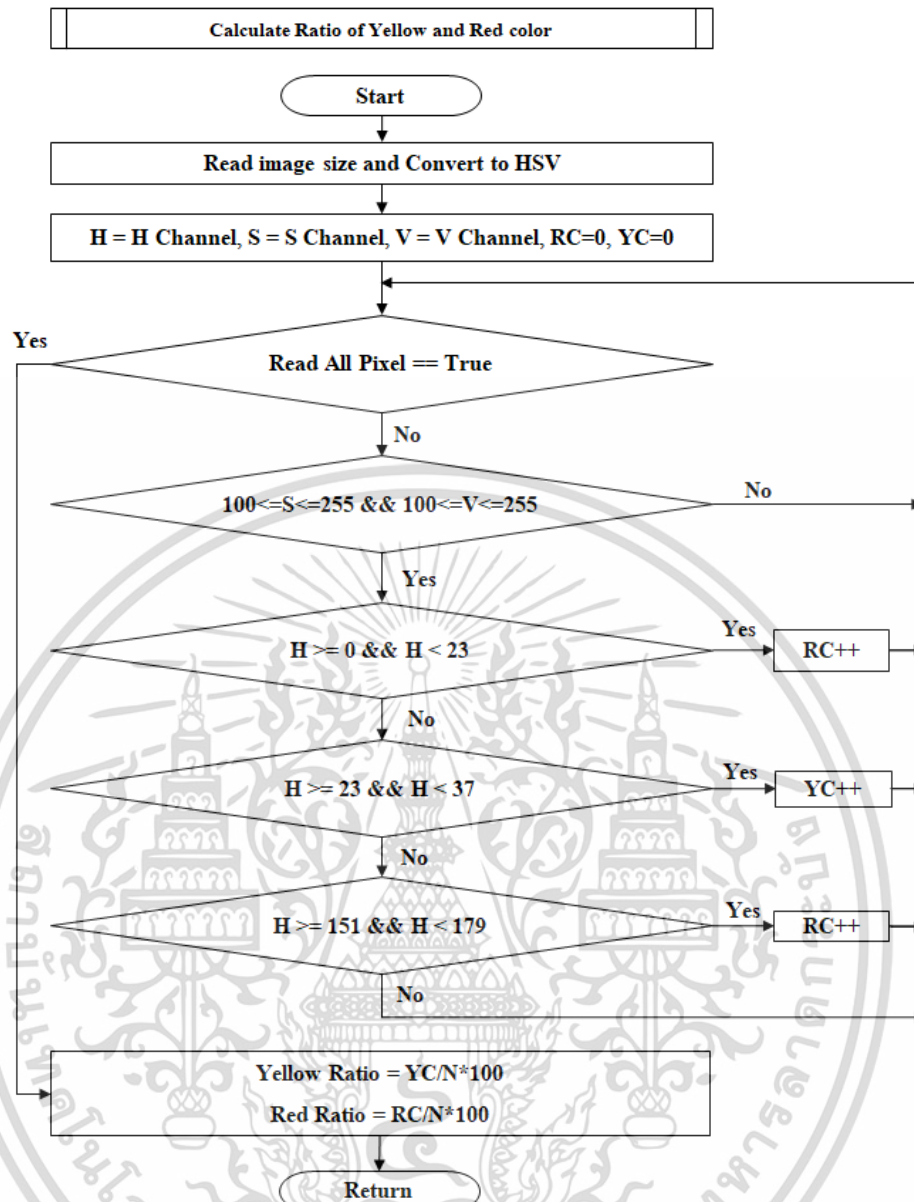 Calculate Ratio of Yellow and Red color
Start
Read image size and Convert to HSV
H = H Channel, S = S Channel, V = V Channel, RC=0, YC=0
Yes
Read All Pixel == True
No
100<=S<=255 && 100<=V<=255
No
Yes
H >= 0 && H < 23
Yes
RC++
No
H >= 23 && H < 37
Yes
YC++
No
H >= 151 && H < 179
Yes
RC++
No
Yellow Ratio = YC/N*100
Red Ratio = RC/N*100
Return